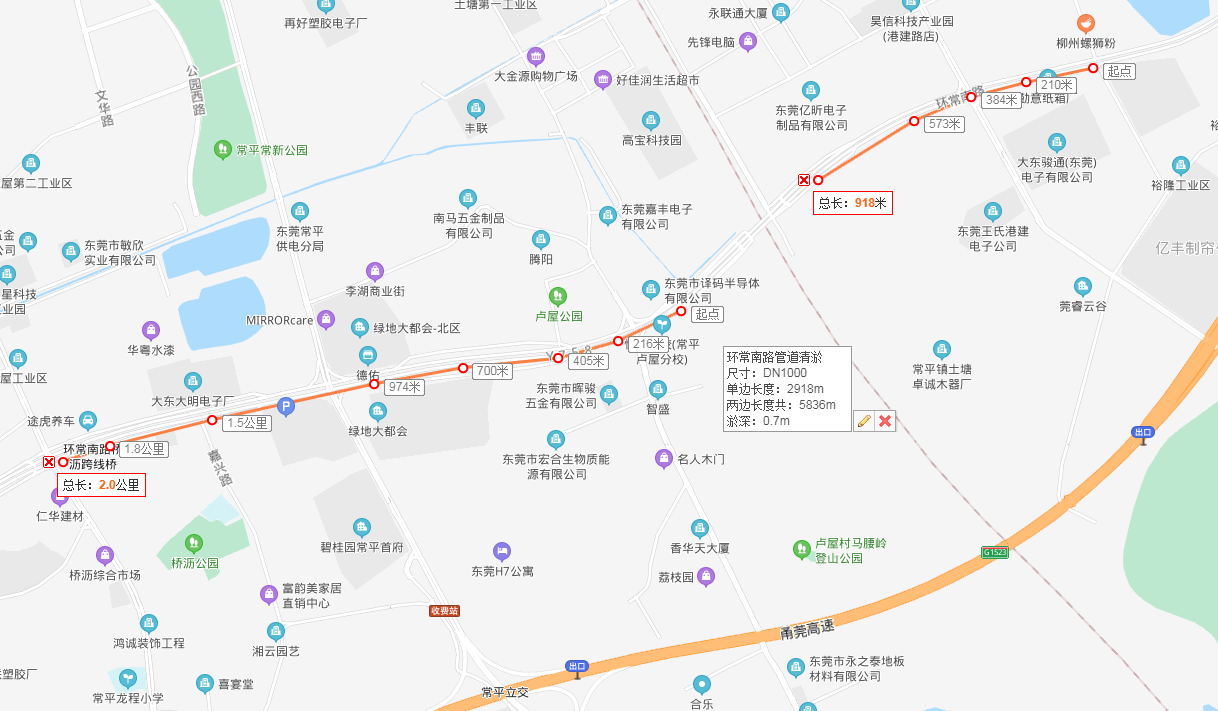 土塘第一工业区
再好塑胶电子厂
永联通大厦
昊信科技产业园
(港建路店)
先锋电脑
柳州螺狮粉
大金源购物广场
好佳润生活超市
起点
210米
384米
573米
环常南路
公园西路
文华路
东莞亿昕电子
制品有限公司
丰联
高宝科技园
常平常新公园
大东骏通(东莞)
电子有限公司
屋第二工业区
裕隆工业区
总长：918米
东莞常平
供电分局
南马五金制品
有限公司
东莞嘉丰电子
有限公司
东莞王氏港建
电子公司
东莞市敏欣
实业有限公司
腾阳
亿丰制帘
李湖商业街
东莞市译码半导体
有限公司
莞睿云谷
星科技
MIRRORcare
绿地大都会-北区
卢屋公园
起点
华粤水漆
216米
(常平
卢屋分校)
405米
700米
974米
德佑
环常南路管道清淤
尺寸：DN1000
单边长度：2918m
两边长度共：5836m
淤深：0.7m
常平镇土塘
卓诚木器厂
屋工业区
大东大明电子厂
东莞市晖骏
五金有限公司
智盛
途虎养车
1.5公里
绿地大都会
出口
环常南路
沥跨线桥
1.8公里
嘉兴路
东莞市宏合生物质能
源有限公司
名人木门
总长：2.0公里
仁华建材
碧桂园常平首府
香华天大厦
卢屋村马腰岭
登山公园
G1523
桥沥公园
桥沥综合市场
东莞H7公寓
荔枝园
富韵美家居
直销中心
收费站
鸿诚装饰工程
湘云园艺
甬莞高速
出口
塑胶厂
常平龙程小学
喜宴堂
常平立交
东莞市永之泰地板
材料有限公司
合乐